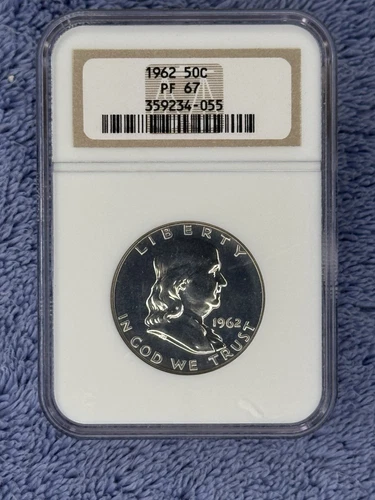 1962 50C
PF 67
359234-055
LIBERTY
1962
IN GOD WE TRUST